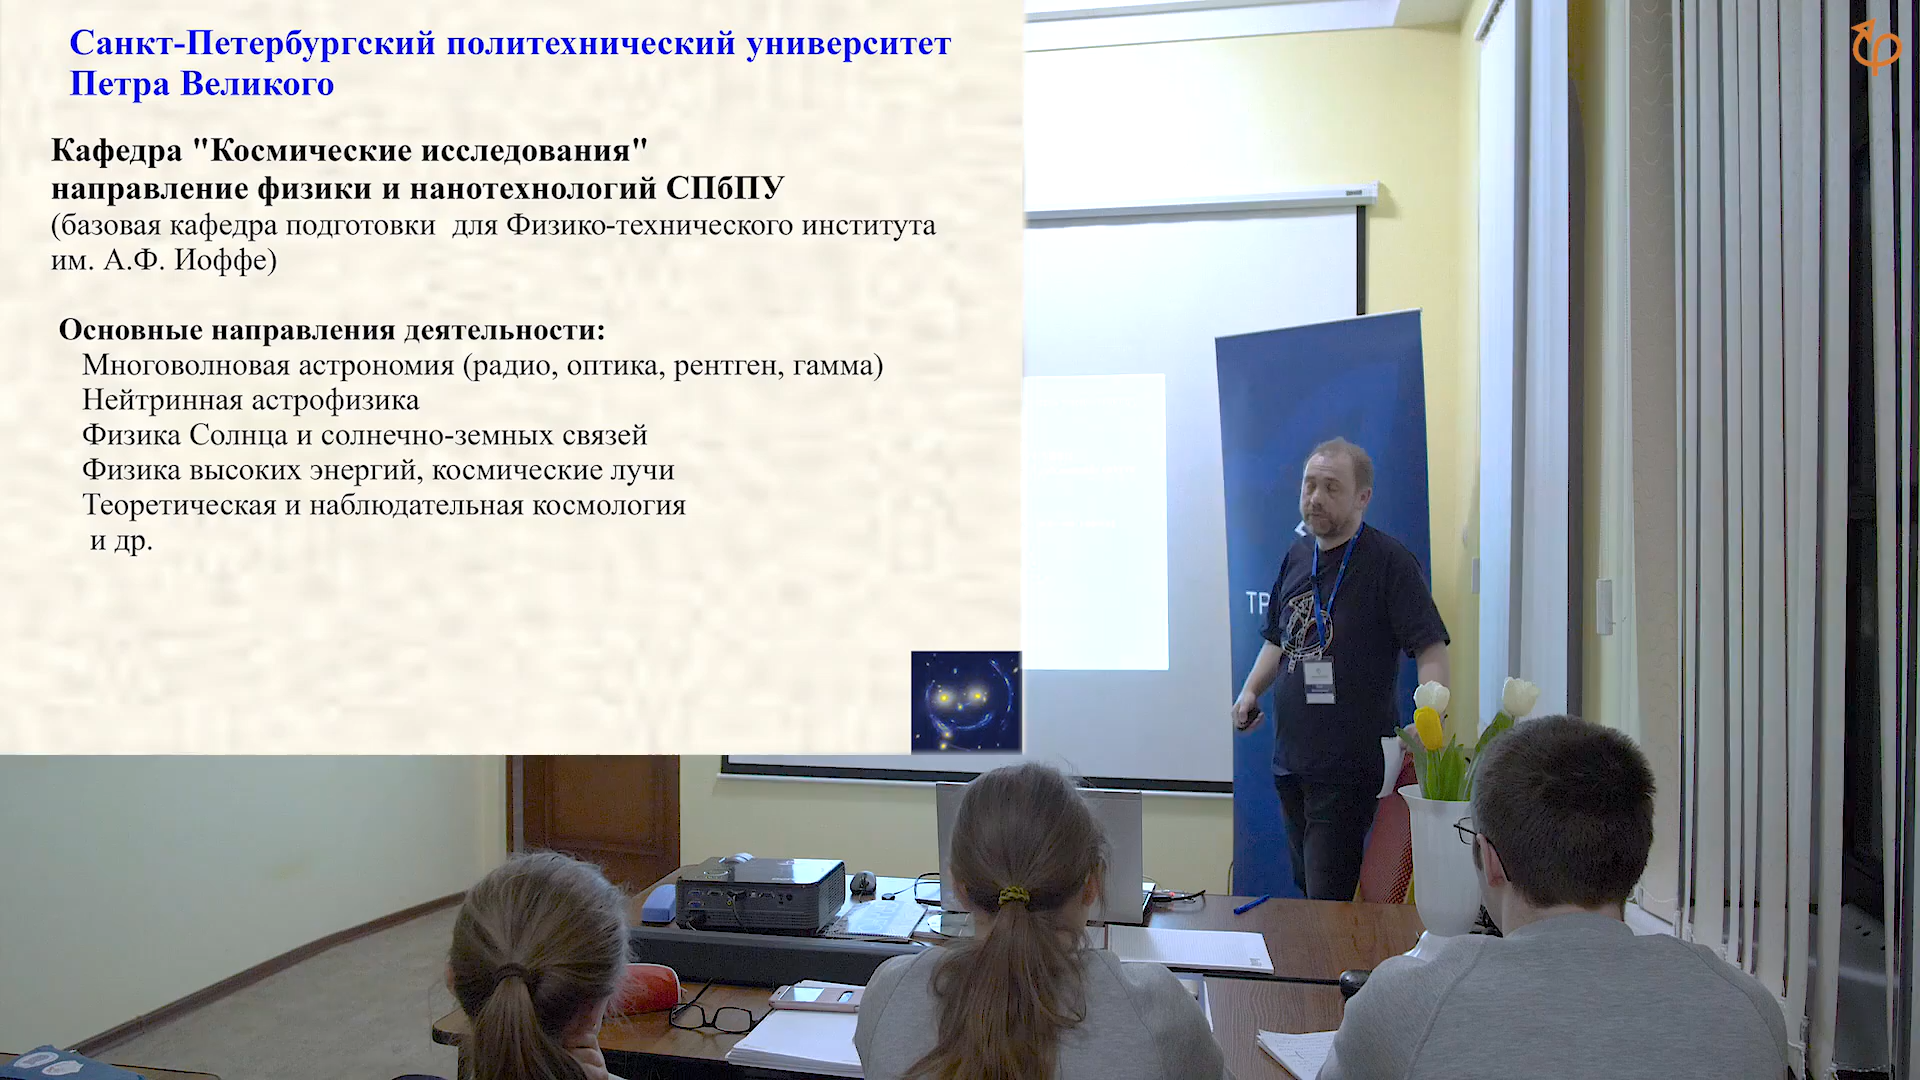 Санкт-Петербургский политехнический университет
Петра Великого
Кафедра "Космические исследования"
направление физики и нанотехнологий СПбПУ
(базовая кафедра подготовки для Физико-технического института
им. А.Ф. Иоффе)
Основные направления деятельности:
Многоволновая астрономия (радио, оптика, рентген, гамма)
Нейтринная астрофизика
Физика Солнца и солнечно-земных связей
Физика высоких энергий, космические лучи
Теоретическая и наблюдательная космология
и др.
ТР